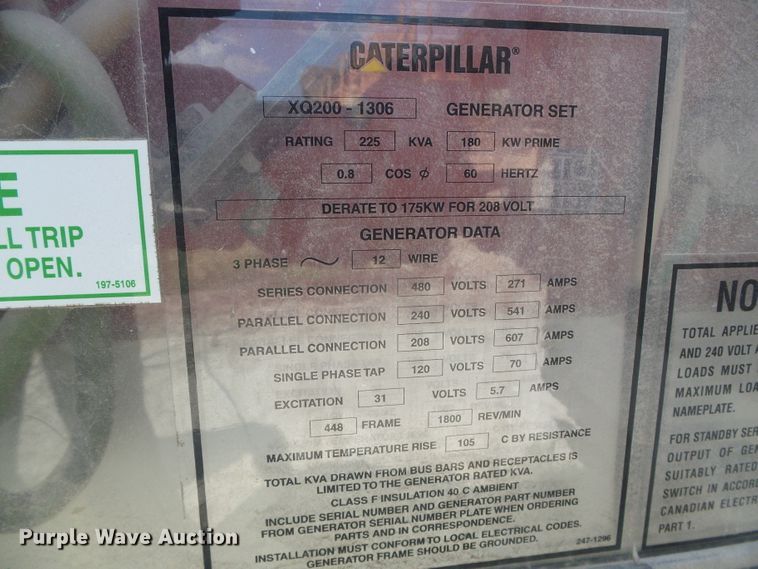 CATERPILLAR®
XQ200 - 1306 GENERATOR SET
RATING 225 KVA 180 KW PRIME
0.8 COS φ 60 HERTZ
DERATE TO 175KW FOR 208 VOLT
GENERATOR DATA
3 PHASE ~ 12 WIRE
SERIES CONNECTION 480 VOLTS 271 AMPS
PARALLEL CONNECTION 240 VOLTS 541 AMPS
PARALLEL CONNECTION 208 VOLTS 607 AMPS
SINGLE PHASE TAP 120 VOLTS 70 AMPS
EXCITATION 31 VOLTS 5.7 AMPS
448 FRAME 1800 REV/MIN
MAXIMUM TEMPERATURE RISE 105 C BY RESISTANCE
TOTAL KVA DRAWN FROM BUS BARS AND RECEPTACLES IS
LIMITED TO THE GENERATOR RATED KVA.
CLASS F INSULATION 40 C AMBIENT
INCLUDE SERIAL NUMBER AND GENERATOR PART NUMBER
FROM GENERATOR SERIAL NUMBER PLATE WHEN ORDERING
PARTS AND IN CORRESPONDENCE.
INSTALLATION MUST CONFORM TO LOCAL ELECTRICAL CODES.
GENERATOR FRAME SHOULD BE GROUNDED.
247-1296
E
LL TRIP
OPEN.
197-5106
NO
TOTAL APPLIE
AND 240 VOLT A
LOADS MUST
MAXIMUM LOA
NAMEPLATE.
FOR STANDBY SER
OUTPUT OF GEN
SUITABLY RATED
SWITCH IN ACCORD
CANADIAN ELECTR
PART 1.
Purple Wave Auction